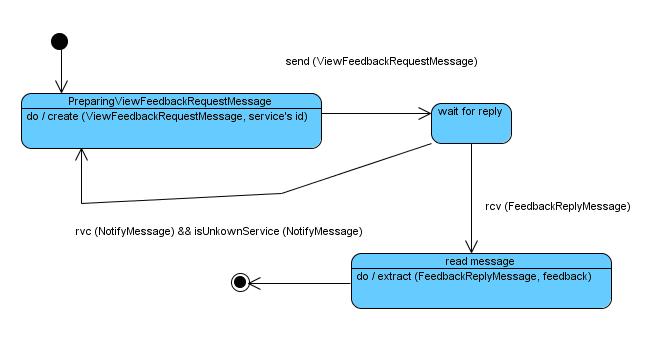 send (ViewFeedbackRequestMessage)
PreparingViewFeedbackRequestMessage
do / create (ViewFeedbackRequestMessage, service's id)
wait for reply
rcv (FeedbackReplyMessage)
rvc (NotifyMessage) && isUnkownService (NotifyMessage)
read message
do / extract (FeedbackReplyMessage, feedback)